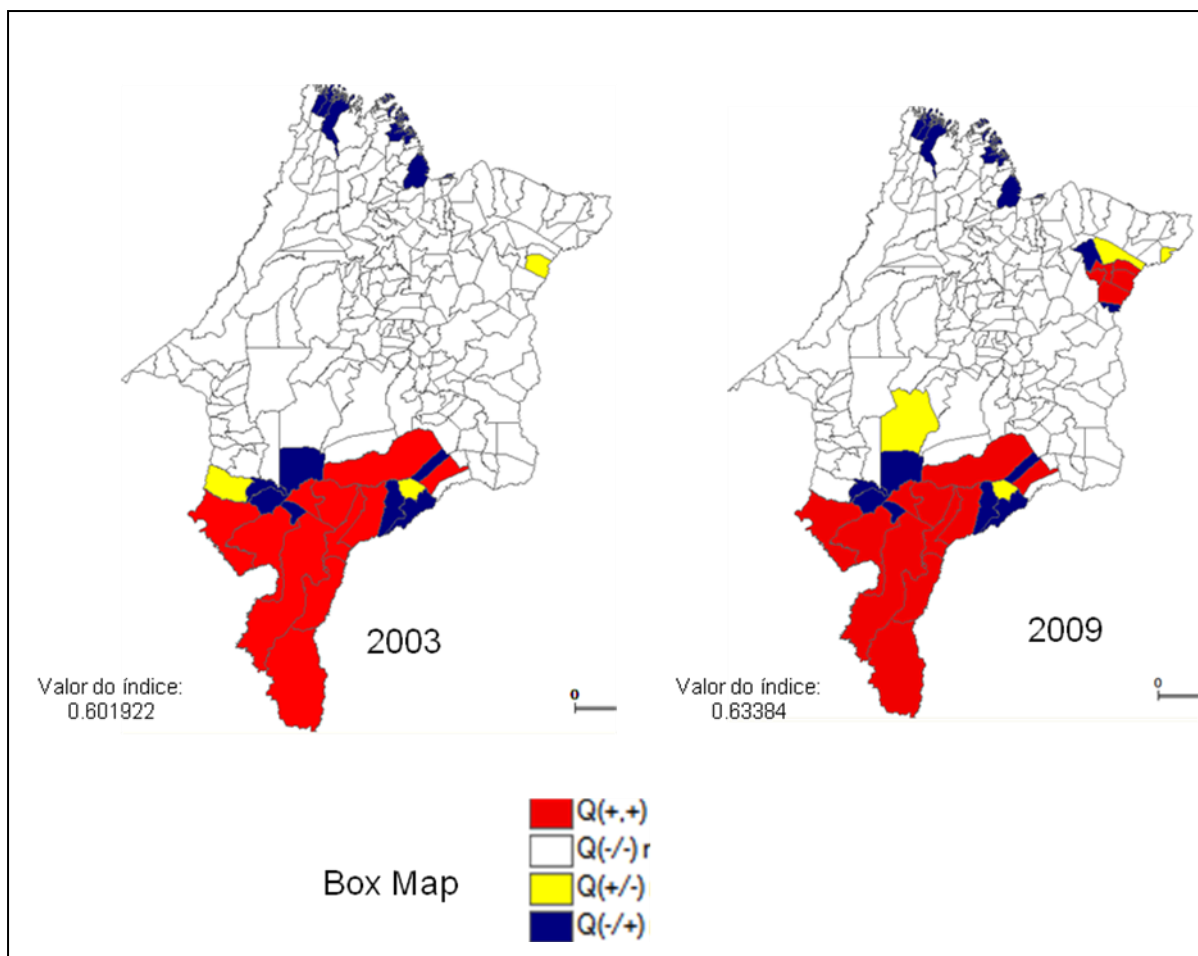 2003
2009
Valor do índice:
0.601922
0
Valor do índice:
0.63384
0
Box Map
Q(+,+)
Q(-/-) r
Q(+/-)
Q(-/+)